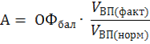 А = ОФбал · VВП(факт) / VВП(норм)